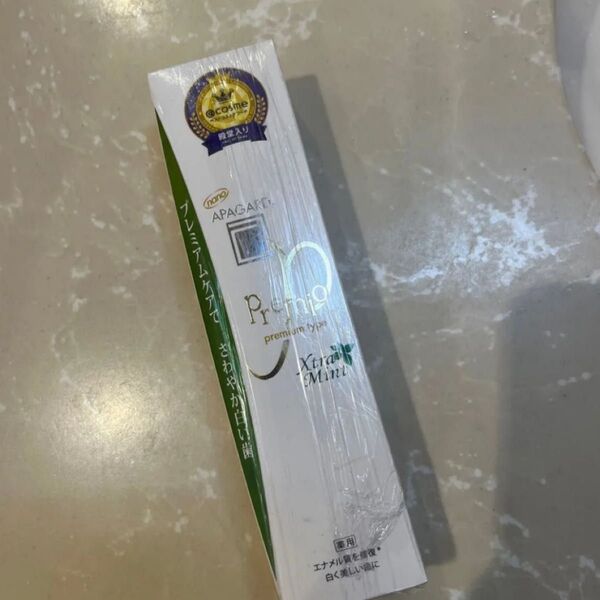 @cosme
殿堂入り
nano
APAGARD
Premio
premium type
Xtra
Mint
プレミアムケアで さわやか白い歯
薬用
エナメル質を修復*
白く美しい歯に